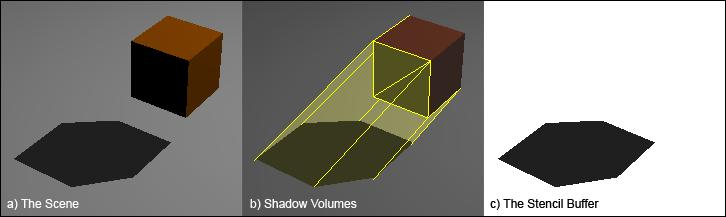 a) The Scene
b) Shadow Volumes
c) The Stencil Buffer